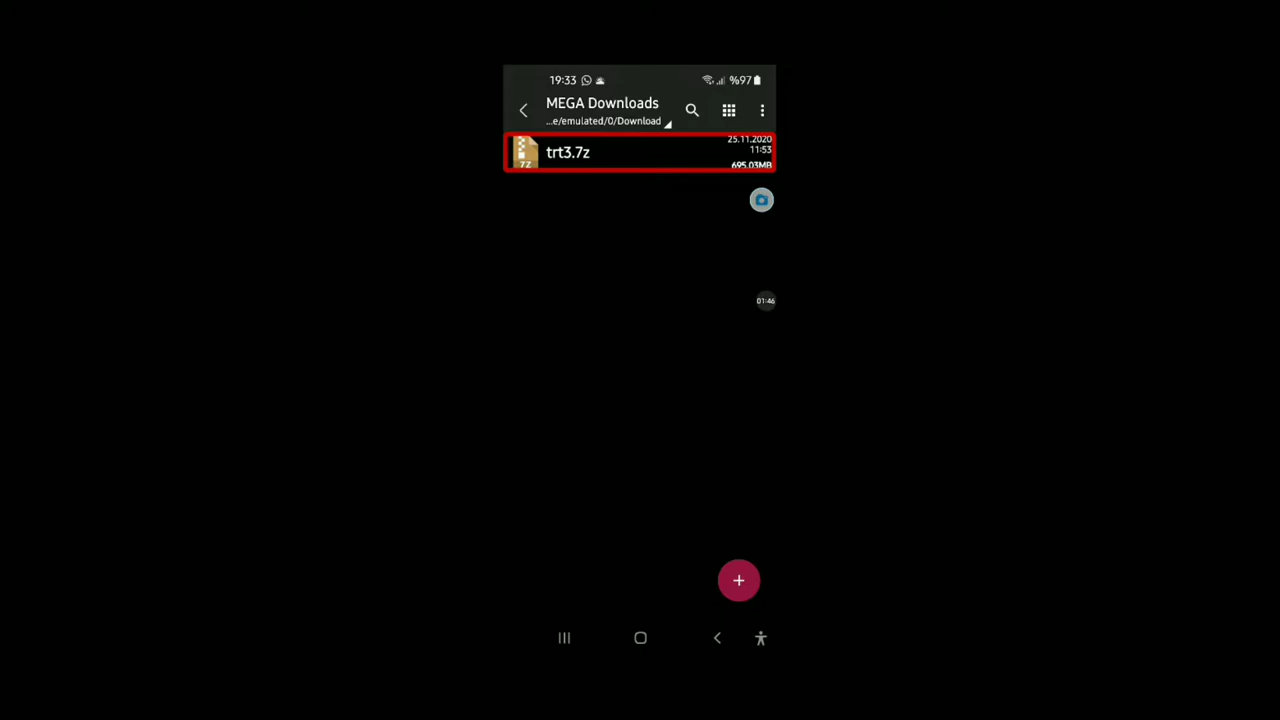 19:33 %97
MEGA Downloads
...e/emulated/0/Download
25.11.2020
trt3.7z
11:53
7Z
695.03MB
01:46